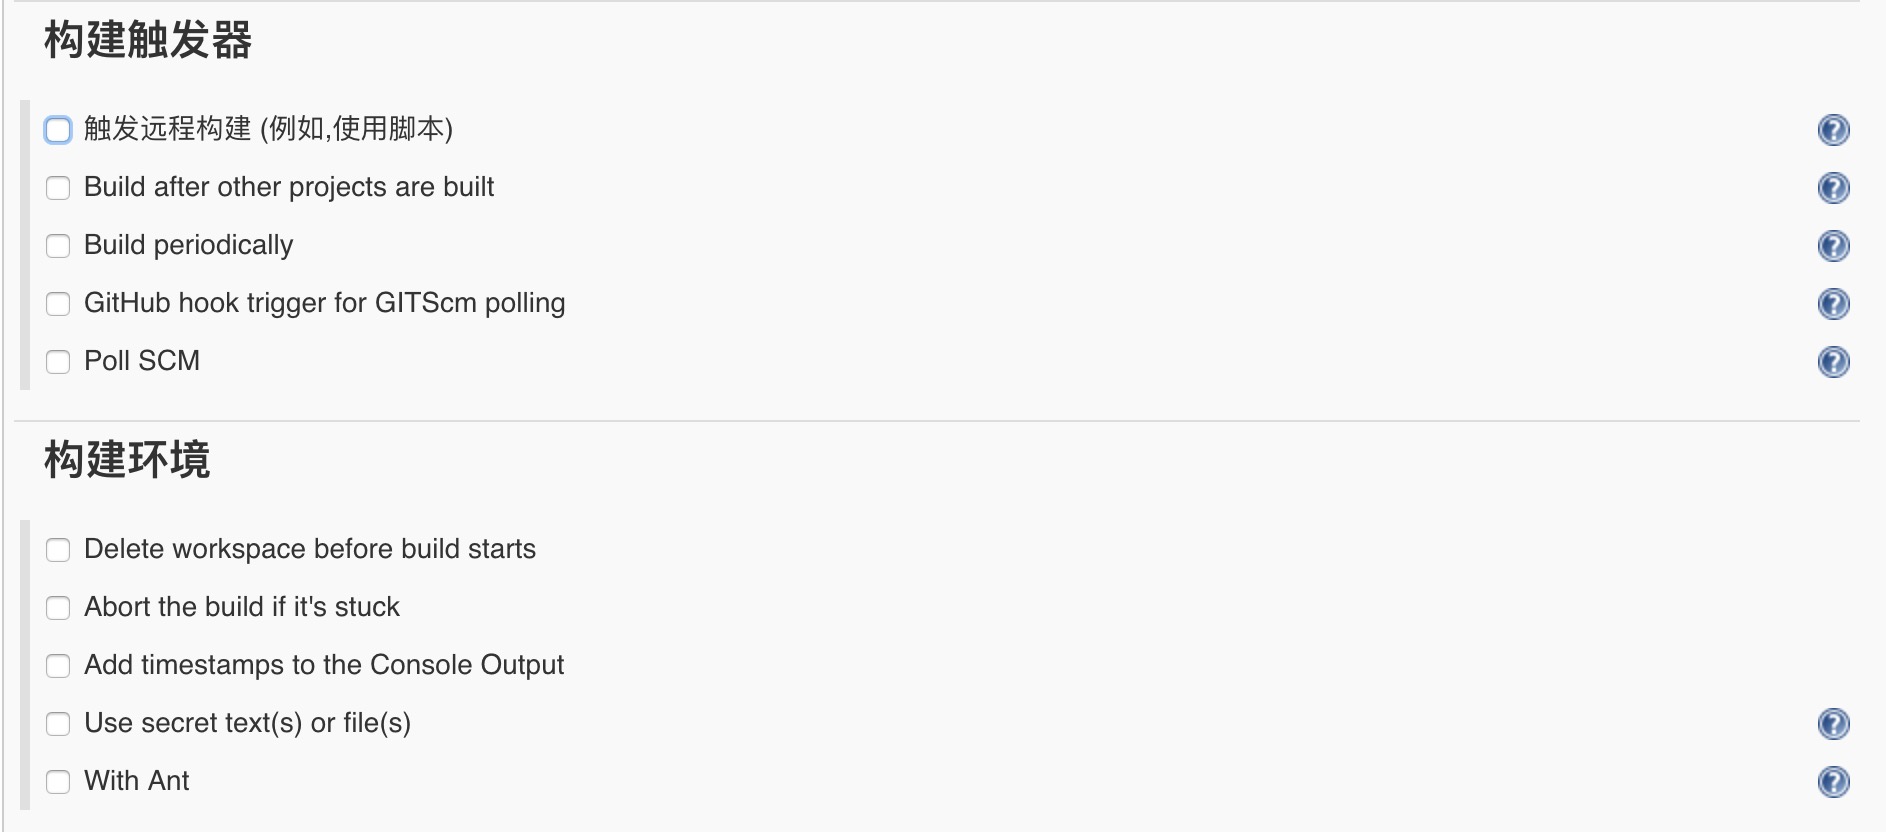 构建触发器
触发远程构建 (例如,使用脚本)
Build after other projects are built
Build periodically
GitHub hook trigger for GITScm polling
Poll SCM
构建环境
Delete workspace before build starts
Abort the build if it's stuck
Add timestamps to the Console Output
Use secret text(s) or file(s)
With Ant